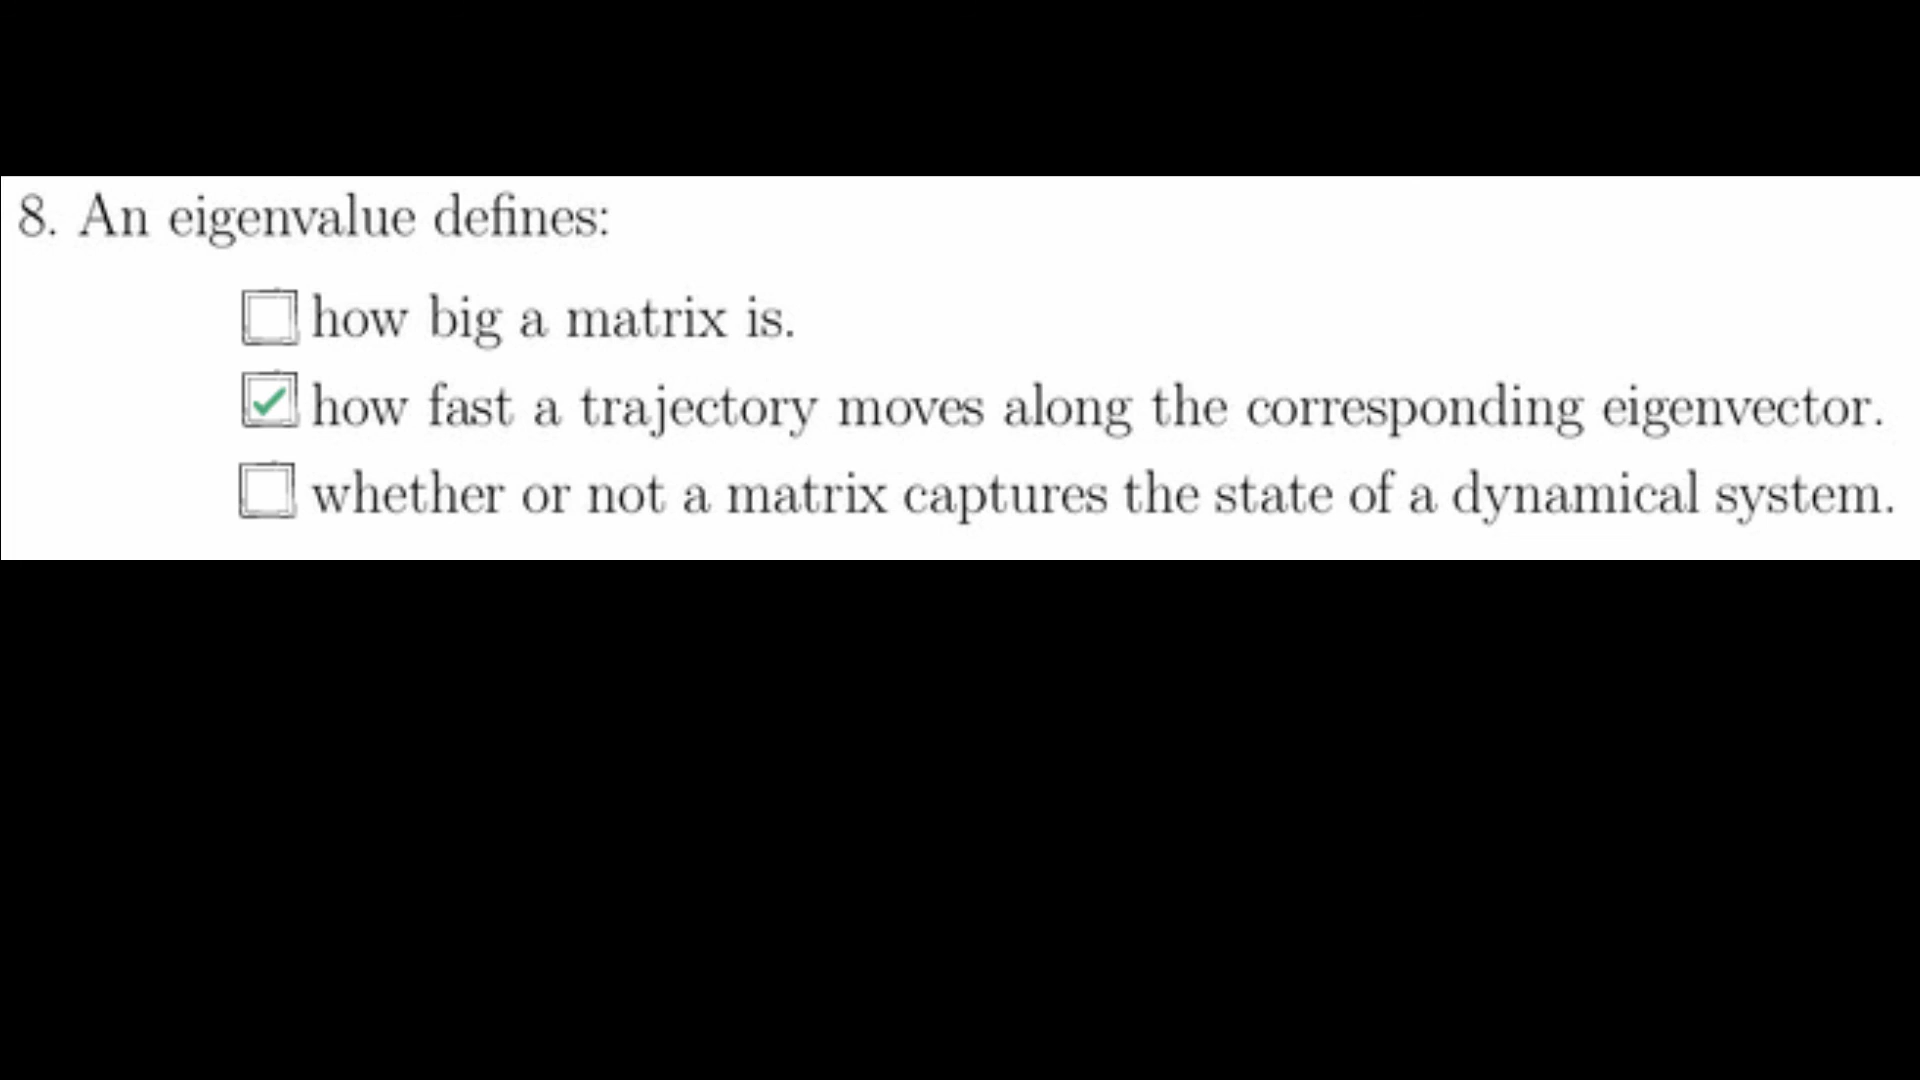 8. An eigenvalue defines:
how big a matrix is.
how fast a trajectory moves along the corresponding eigenvector.
whether or not a matrix captures the state of a dynamical system.